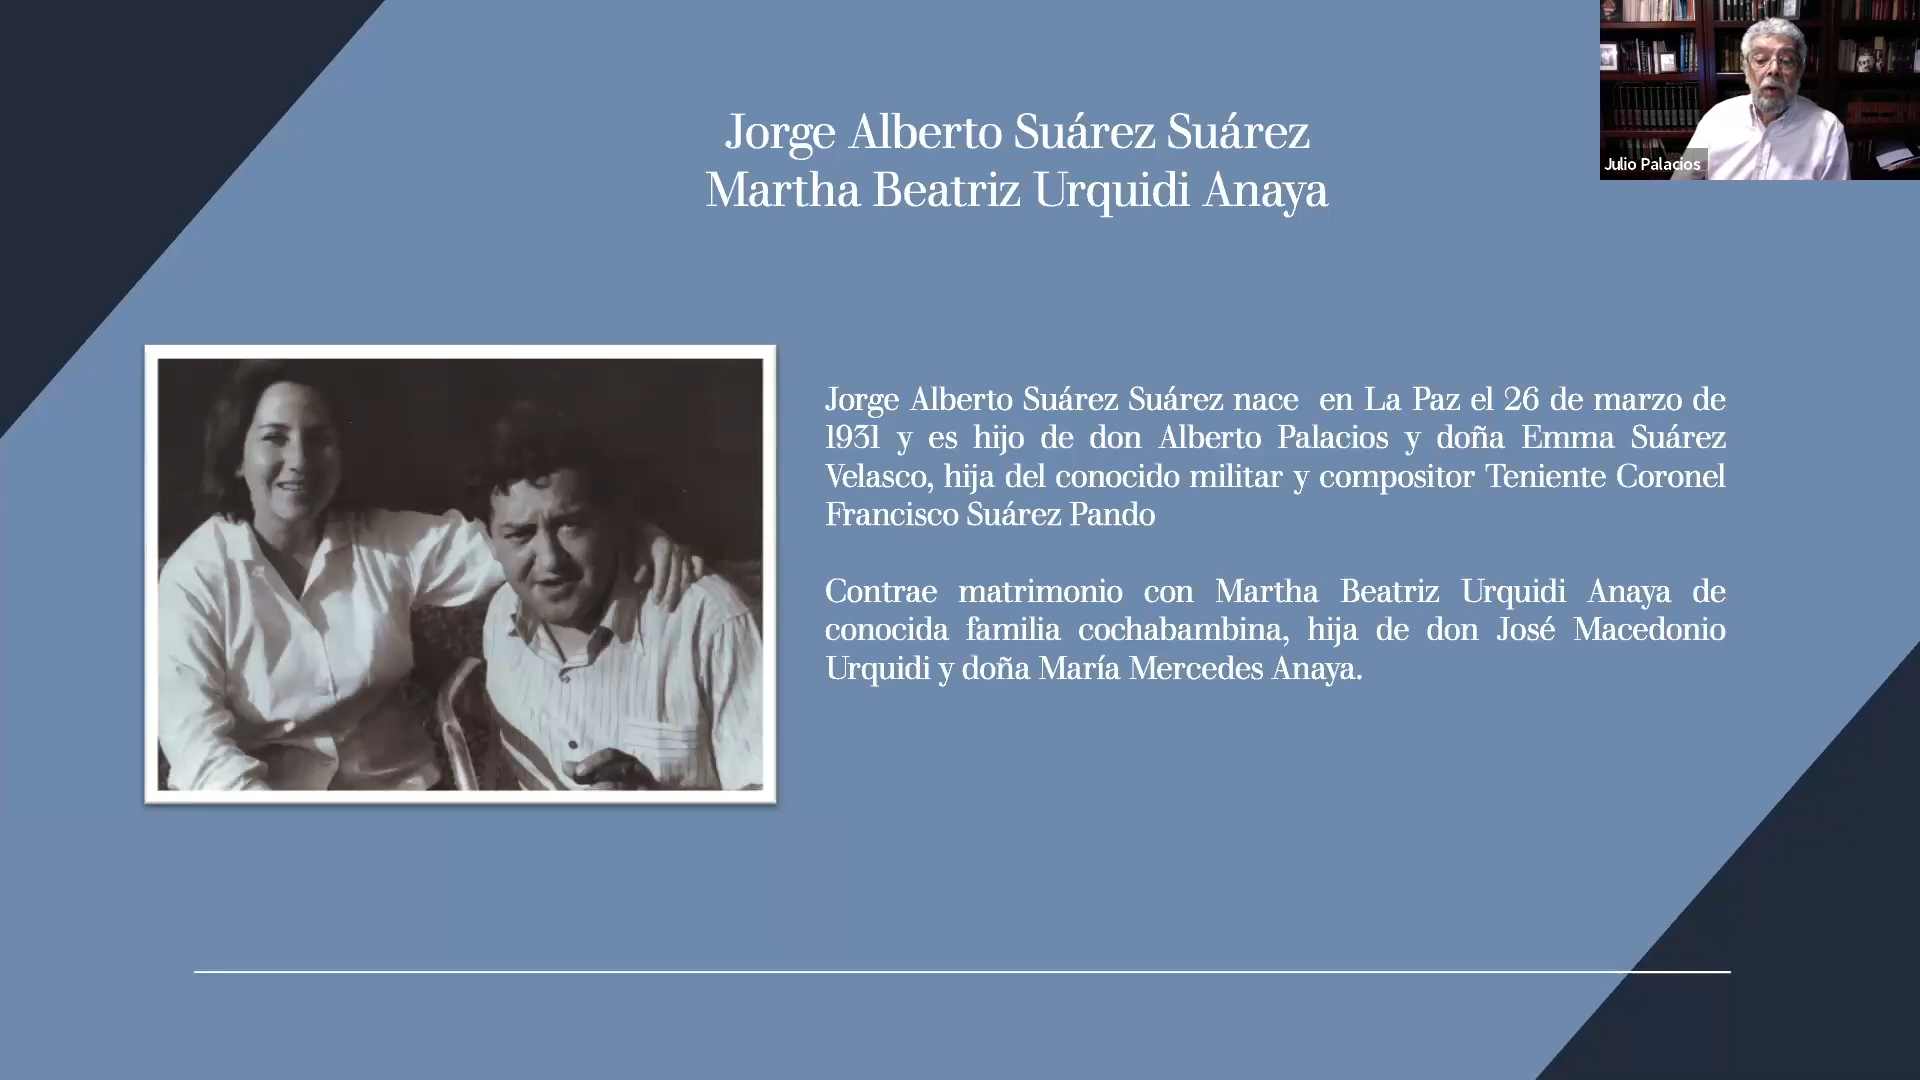 Jorge Alberto Suárez Suárez
Martha Beatriz Urquidi Anaya
Julio Palacios
Jorge Alberto Suárez Suárez nace  en La Paz el 26 de marzo de
1931 y es hijo de don Alberto Palacios y doña Emma Suárez
Velasco, hija del conocido militar y compositor Teniente Coronel
Francisco Suárez Pando
Contrae matrimonio con Martha Beatriz Urquidi Anaya de
conocida familia cochabambina, hija de don José Macedonio
Urquidi y doña María Mercedes Anaya.